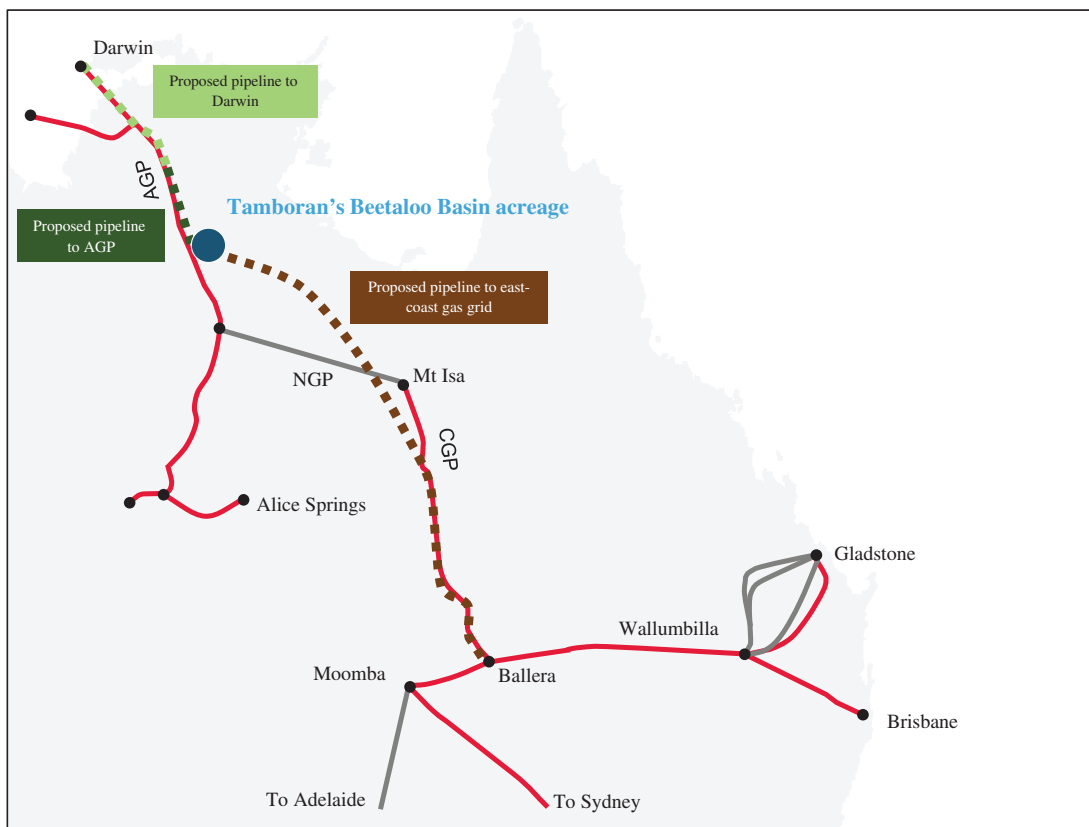 Darwin
Proposed pipeline to
Darwin
AGP
Tamboran's Beetaloo Basin acreage
Proposed pipeline
to AGP
Proposed pipeline to east-
coast gas grid
NGP
Mt Isa
CGP
Alice Springs
Gladstone
Wallumbilla
Moomba
Ballera
Brisbane
To Adelaide
To Sydney